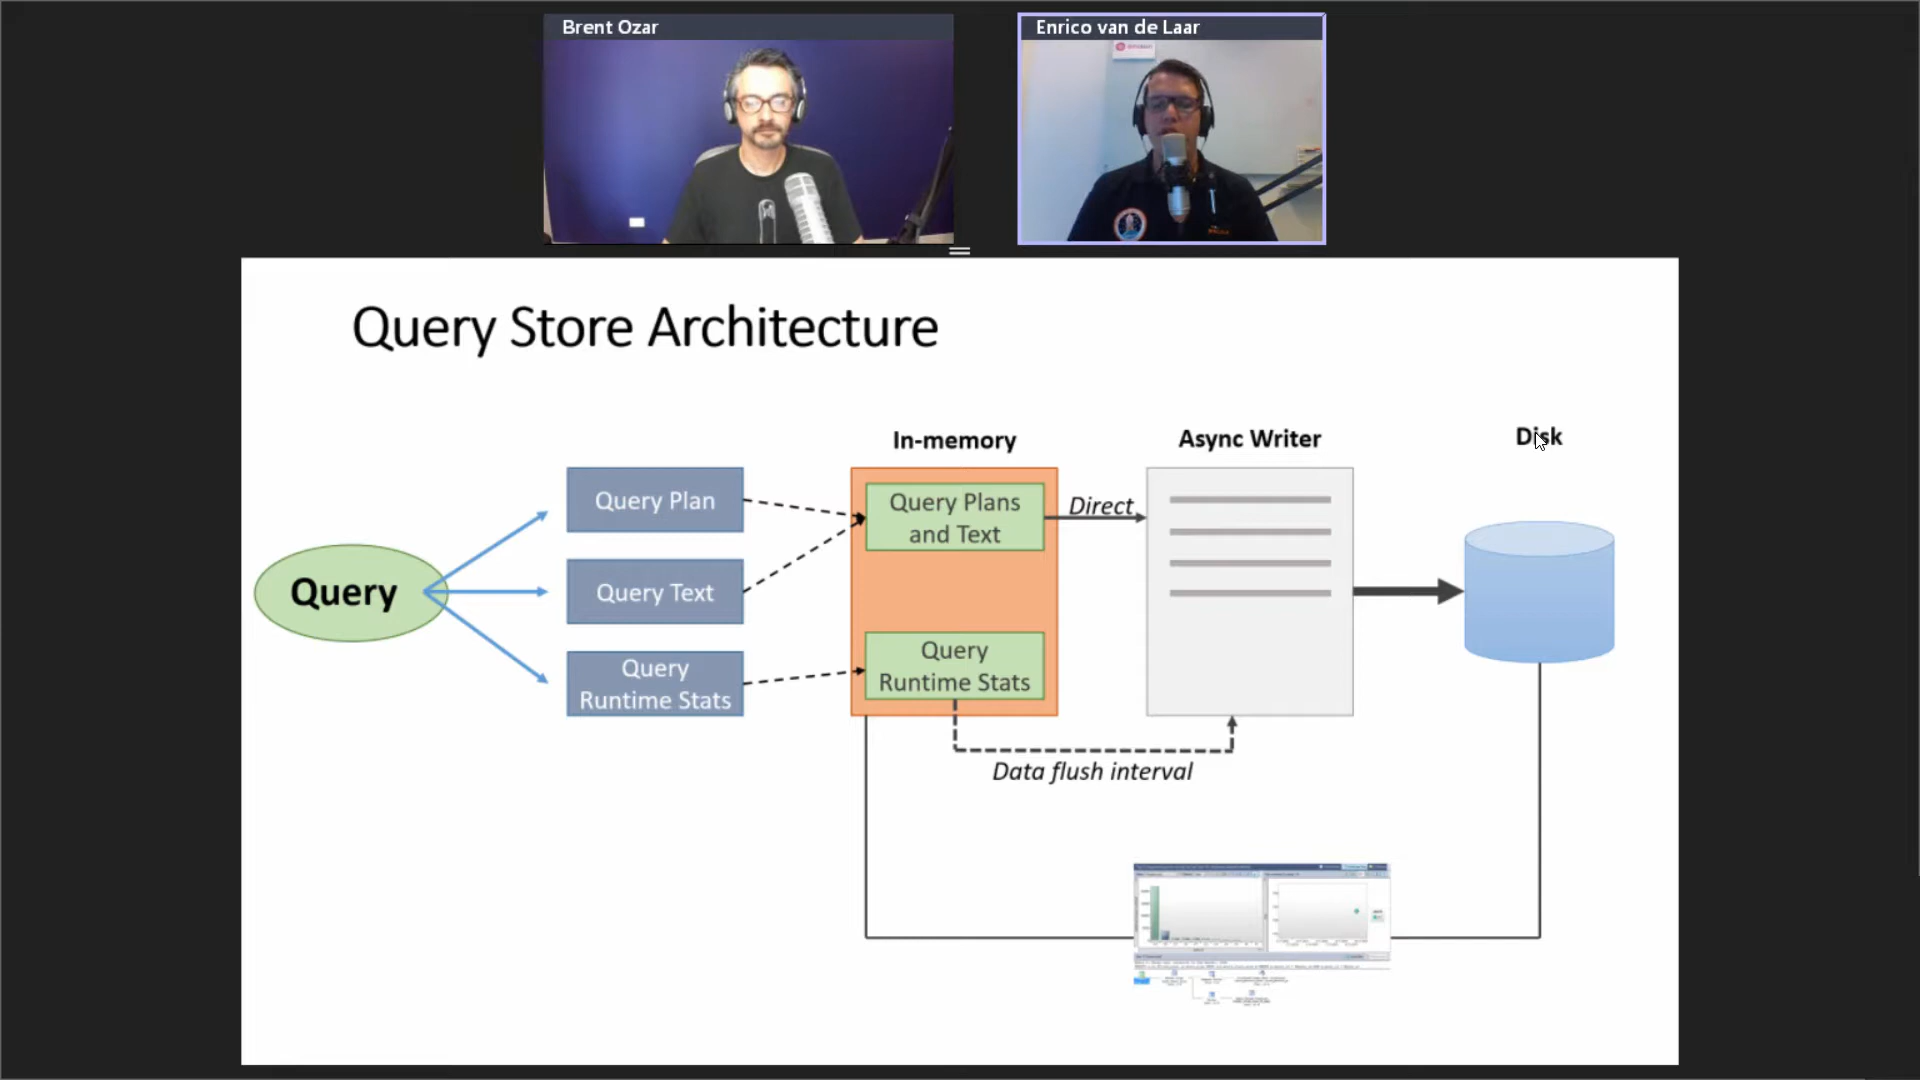 Brent Ozar
Enrico van de Laar
Query Store Architecture
In-memory
Async Writer
Disk
Query Plan
Query Plans
and Text
Direct
Query
Query Text
Query
Runtime Stats
Query
Runtime Stats
Data flush interval